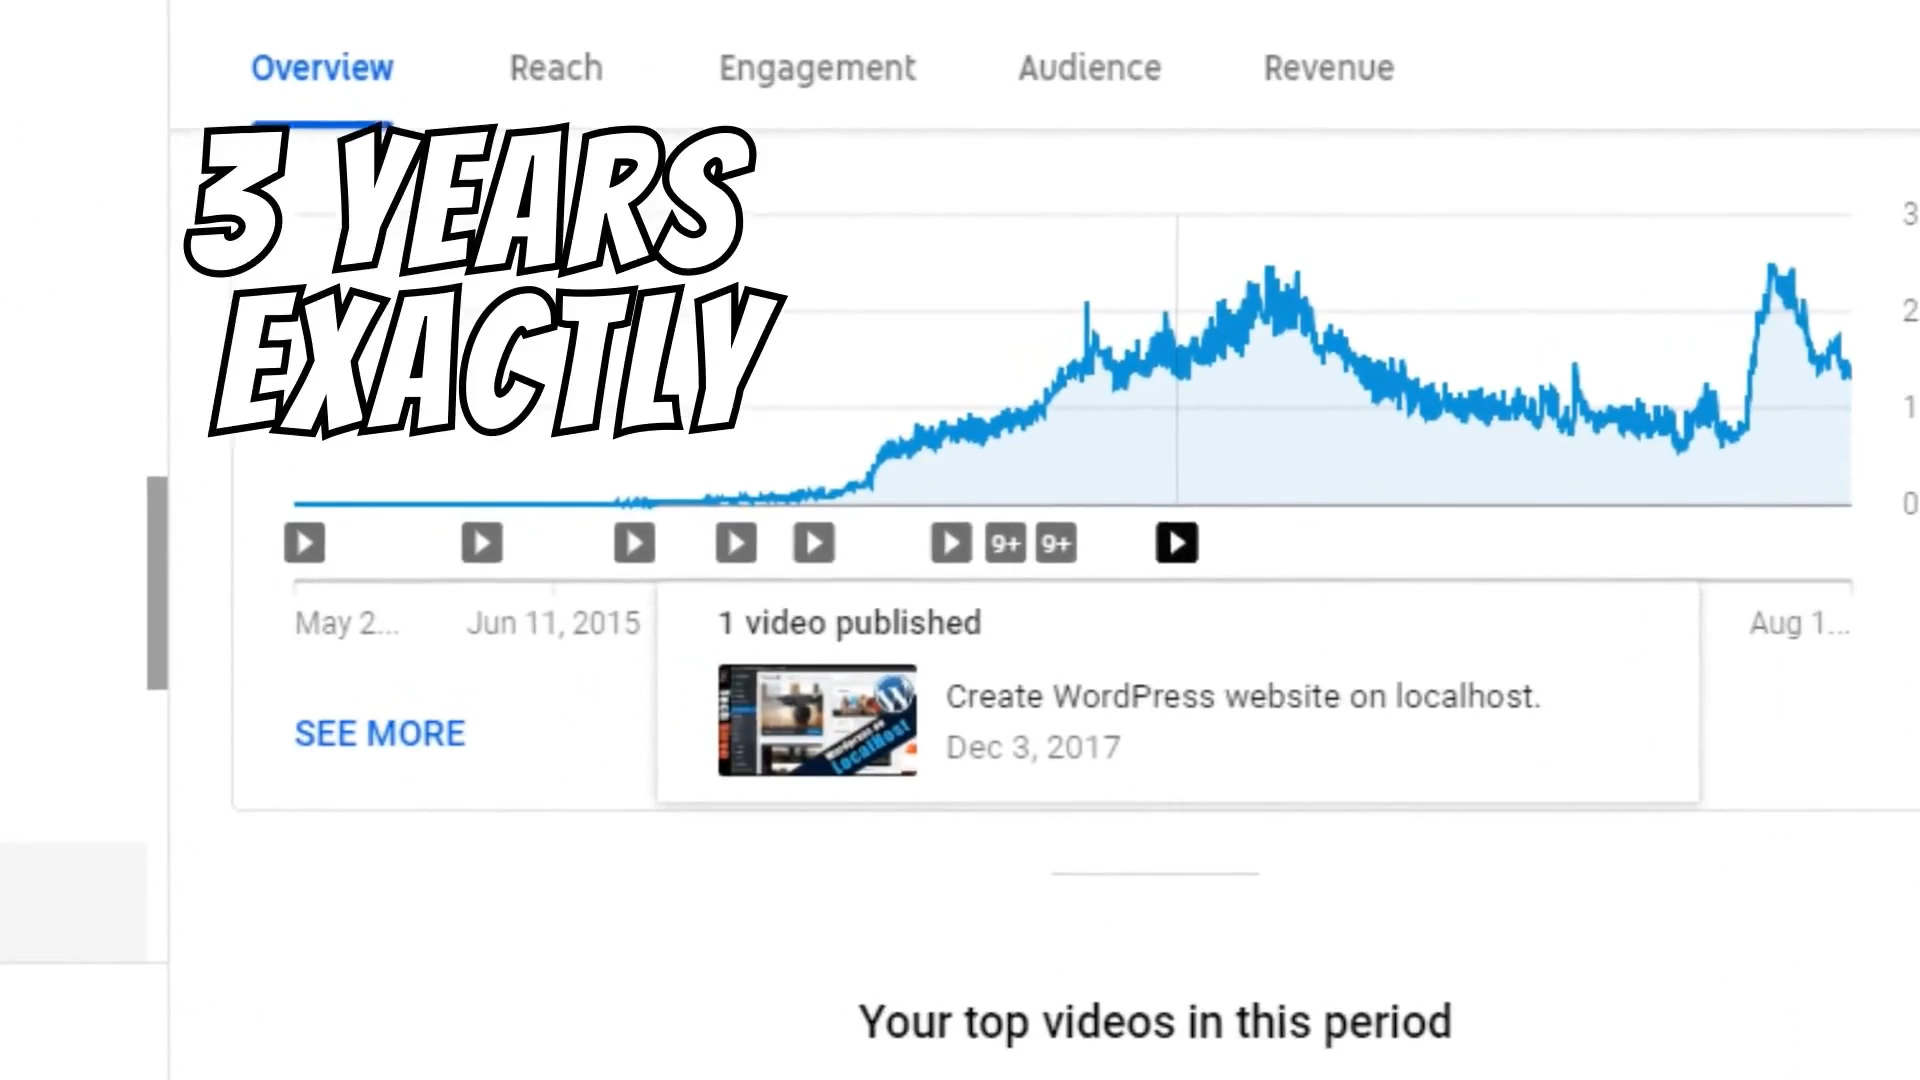 Overview Reach Engagement Audience Revenue
3 YEARS
EXACTLY
3
2
1
0
9+ 9+
May 2... Jun 11, 2015 Aug 1...
1 video published
Create WordPress website on localhost.
Dec 3, 2017
LocalHost
SEE MORE
Your top videos in this period